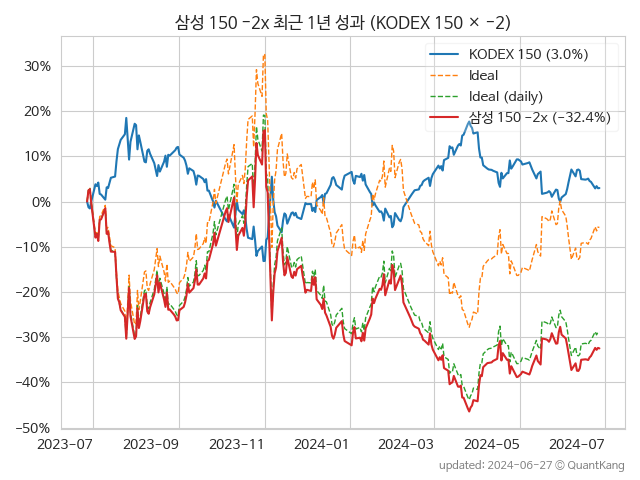 삼성 150 −2x 최근 1년 성과 (KODEX 150 × −2)
KODEX 150 (3.0%)
Ideal
Ideal (daily)
삼성 150 −2x (−32.4%)
30%
20%
10%
0%
−10%
−20%
−30%
−40%
−50%
2023-07 2023-09 2023-11 2024-01 2024-03 2024-05 2024-07
updated: 2024-06-27 ⓒ QuantKang